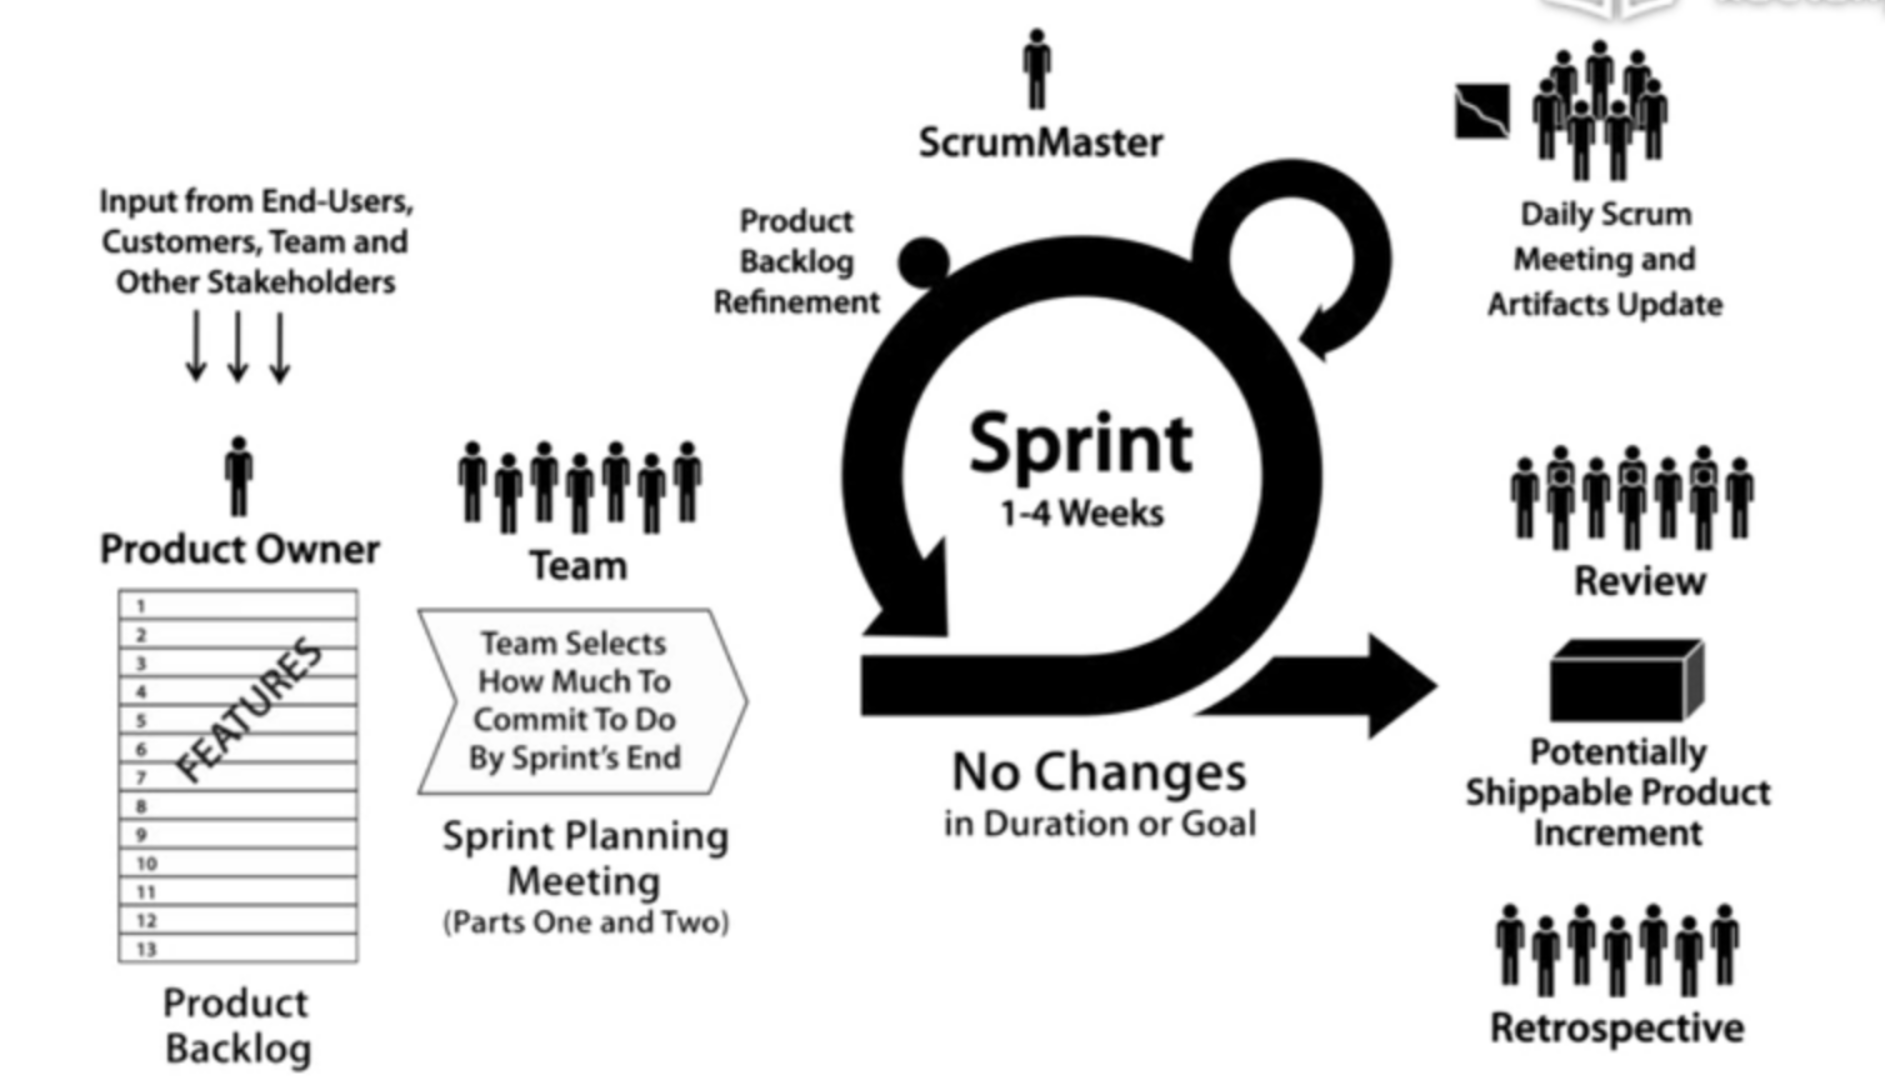 ScrumMaster
Input from End-Users,
Customers, Team and
Other Stakeholders
Product
Backlog
Refinement
Daily Scrum
Meeting and
Artifacts Update
Product Owner
Team
Sprint
1-4 Weeks
Review
1
2
3
4
5
6
7
8
9
10
11
12
13
FEATURES
Product
Backlog
Team Selects
How Much To
Commit To Do
By Sprint's End
Sprint Planning
Meeting
(Parts One and Two)
No Changes
in Duration or Goal
Potentially
Shippable Product
Increment
Retrospective